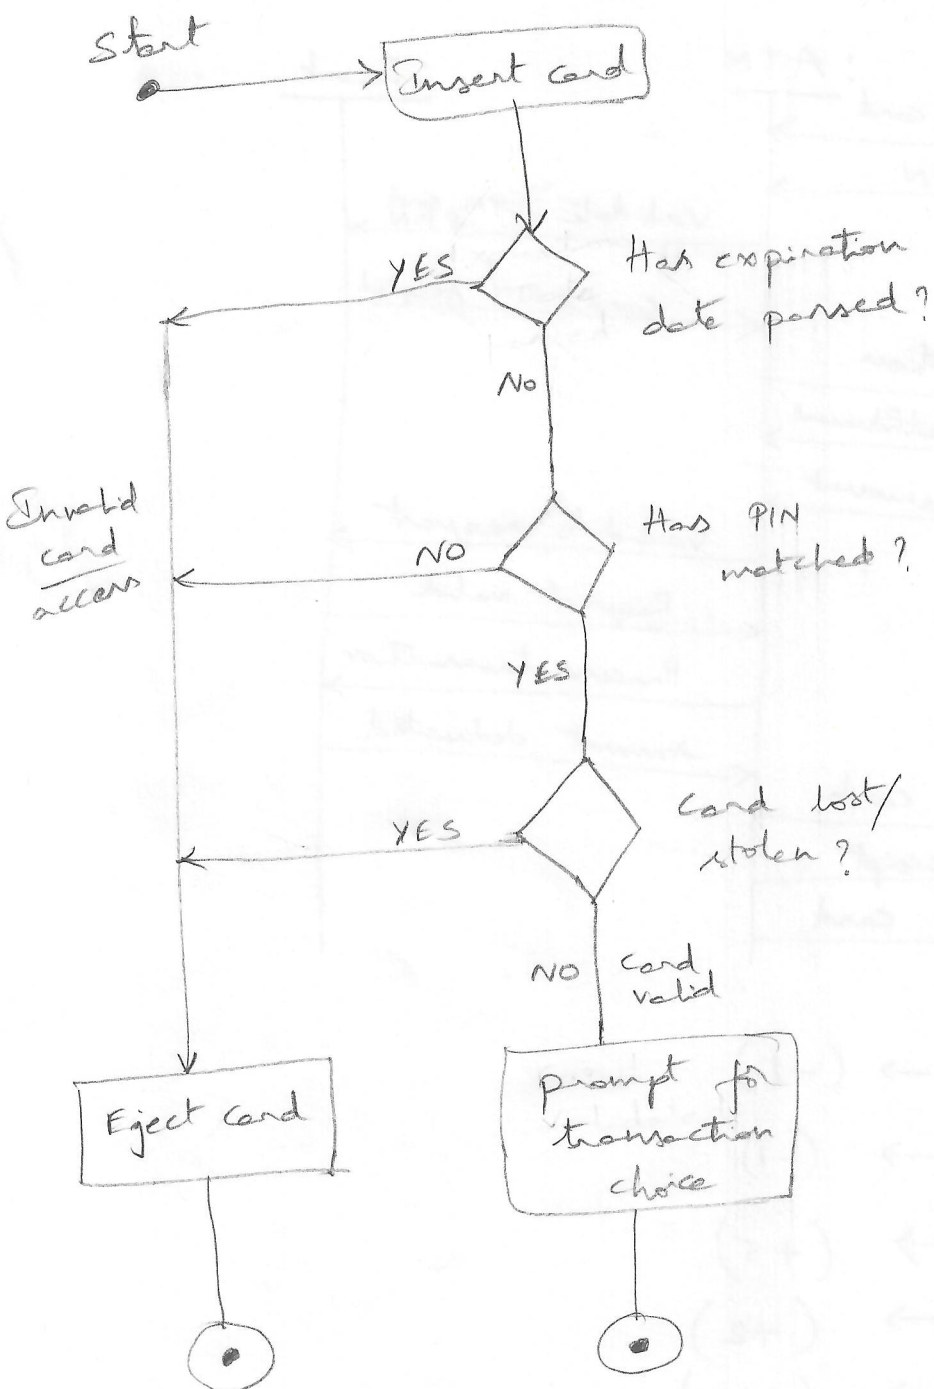 Start
Insert card
YES
Has expiration
date passed?
No
Invalid
card
access
NO
Has PIN
matched?
YES
YES
Card lost/
stolen?
NO
Card
valid
Eject card
prompt for
transaction
choice